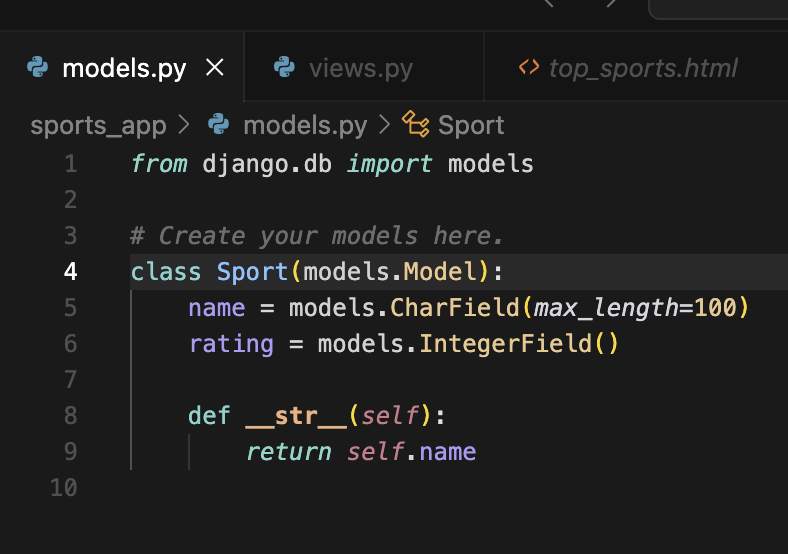 models.py
views.py
top_sports.html
sports_app > models.py > Sport
1 from django.db import models
2
3 # Create your models here.
4 class Sport(models.Model):
5     name = models.CharField(max_length=100)
6     rating = models.IntegerField()
7
8     def __str__(self):
9         return self.name
10